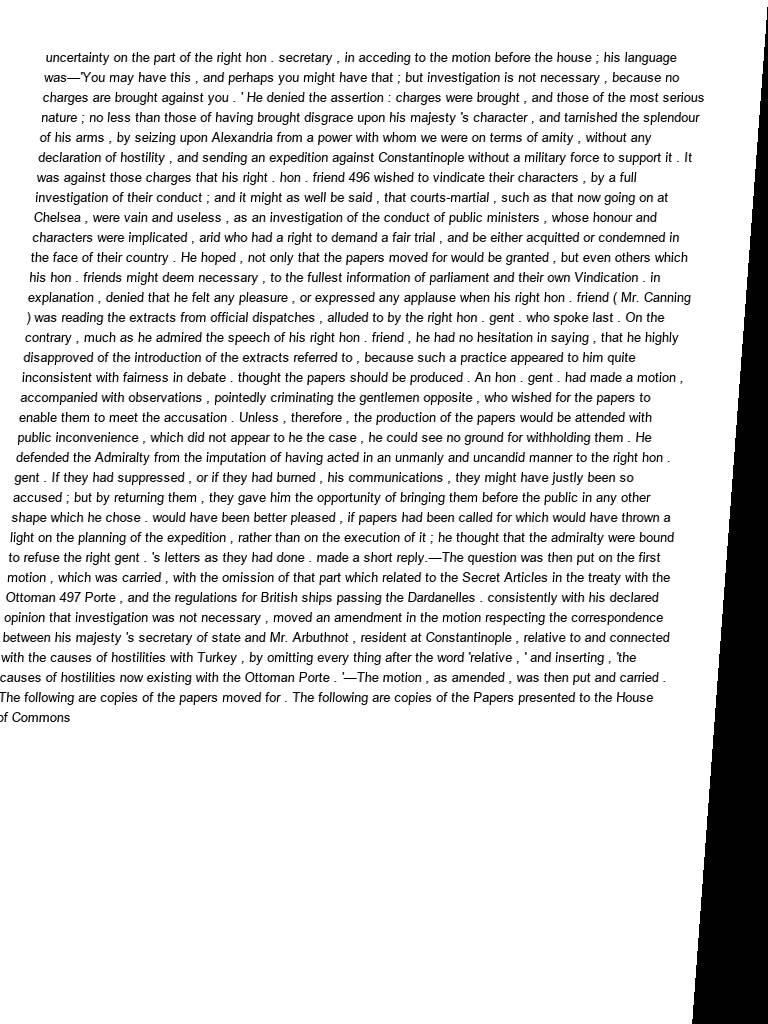 uncertainty on the part of the right hon . secretary , in acceding to the motion before the house ; his language
was—'You may have this , and perhaps you might have that ; but investigation is not necessary , because no
charges are brought against you . ' He denied the assertion : charges were brought , and those of the most serious
nature ; no less than those of having brought disgrace upon his majesty 's character , and tarnished the splendour
of his arms , by seizing upon Alexandria from a power with whom we were on terms of amity , without any
declaration of hostility , and sending an expedition against Constantinople without a military force to support it . It
was against those charges that his right . hon . friend 496 wished to vindicate their characters , by a full
investigation of their conduct ; and it might as well be said , that courts-martial , such as that now going on at
Chelsea , were vain and useless , as an investigation of the conduct of public ministers , whose honour and
characters were implicated , arid who had a right to demand a fair trial , and be either acquitted or condemned in
the face of their country . He hoped , not only that the papers moved for would be granted , but even others which
his hon . friends might deem necessary , to the fullest information of parliament and their own Vindication . in
explanation , denied that he felt any pleasure , or expressed any applause when his right hon . friend ( Mr. Canning
) was reading the extracts from official dispatches , alluded to by the right hon . gent . who spoke last . On the
contrary , much as he admired the speech of his right hon . friend , he had no hesitation in saying , that he highly
disapproved of the introduction of the extracts referred to , because such a practice appeared to him quite
inconsistent with fairness in debate . thought the papers should be produced . An hon . gent . had made a motion ,
accompanied with observations , pointedly criminating the gentlemen opposite , who wished for the papers to
enable them to meet the accusation . Unless , therefore , the production of the papers would be attended with
public inconvenience , which did not appear to he the case , he could see no ground for withholding them . He
defended the Admiralty from the imputation of having acted in an unmanly and uncandid manner to the right hon .
gent . If they had suppressed , or if they had burned , his communications , they might have justly been so
accused ; but by returning them , they gave him the opportunity of bringing them before the public in any other
shape which he chose . would have been better pleased , if papers had been called for which would have thrown a
light on the planning of the expedition , rather than on the execution of it ; he thought that the admiralty were bound
to refuse the right gent . 's letters as they had done . made a short reply.—The question was then put on the first
motion , which was carried , with the omission of that part which related to the Secret Articles in the treaty with the
Ottoman 497 Porte , and the regulations for British ships passing the Dardanelles . consistently with his declared
opinion that investigation was not necessary , moved an amendment in the motion respecting the correspondence
between his majesty 's secretary of state and Mr. Arbuthnot , resident at Constantinople , relative to and connected
with the causes of hostilities with Turkey , by omitting every thing after the word 'relative , ' and inserting , 'the
causes of hostilities now existing with the Ottoman Porte . '—The motion , as amended , was then put and carried .
The following are copies of the papers moved for . The following are copies of the Papers presented to the House
of Commons